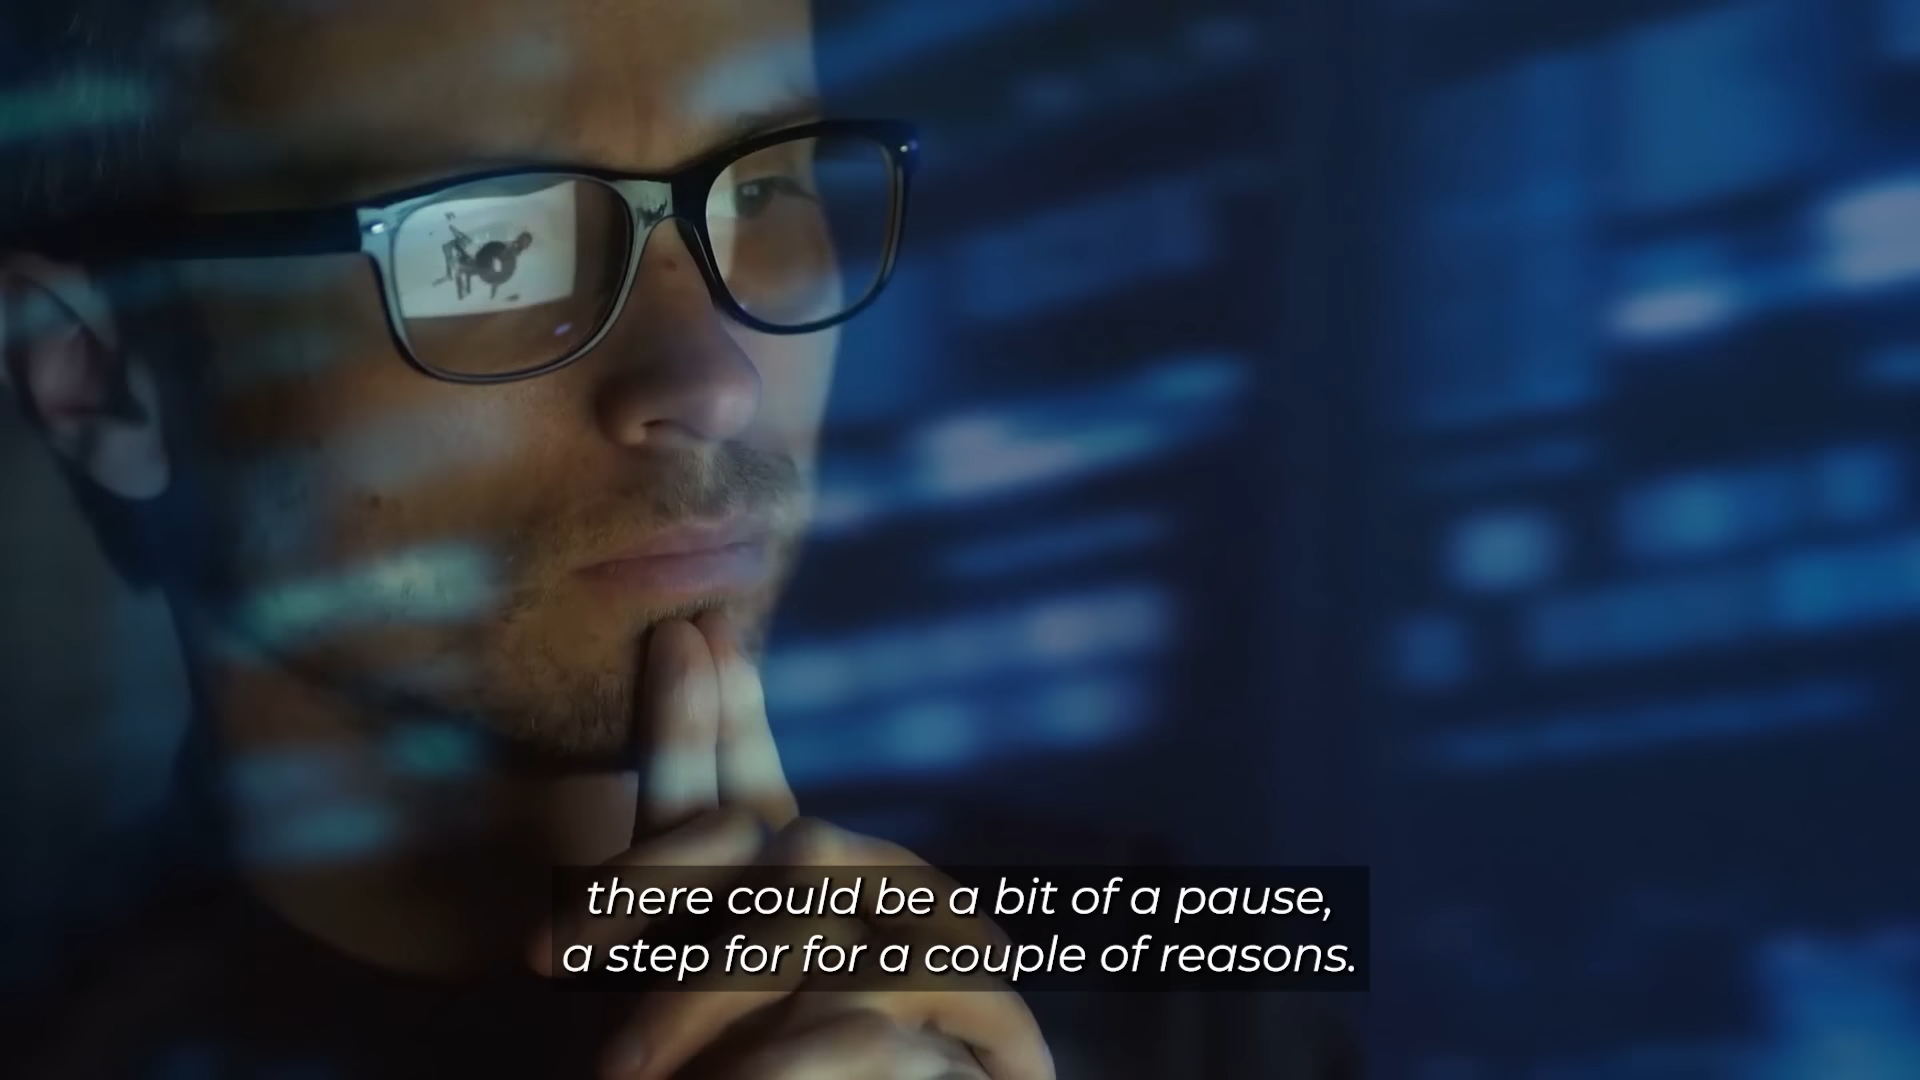 there could be a bit of a pause,
a step for for a couple of reasons.